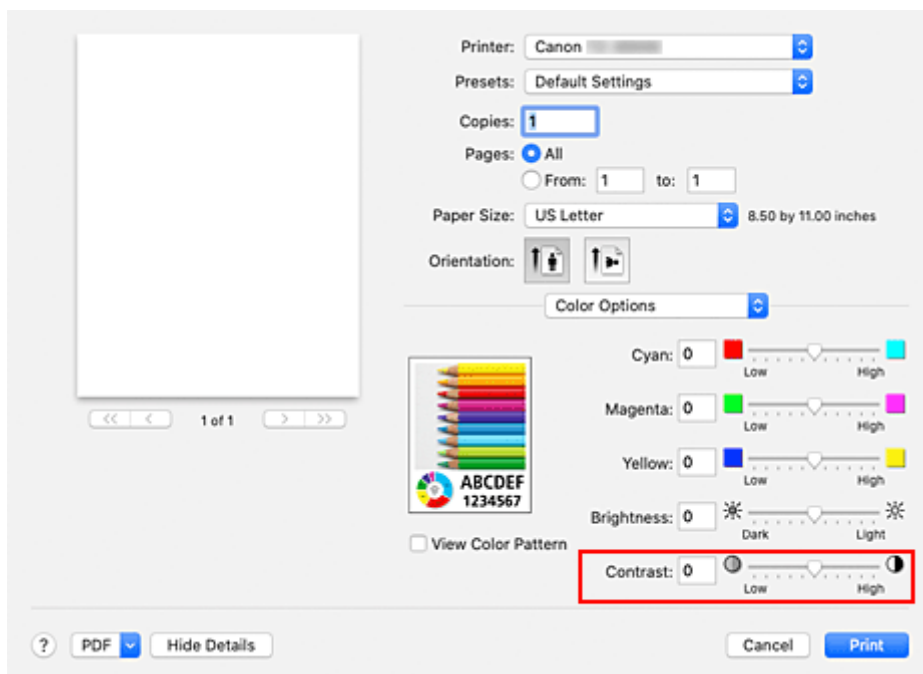 Printer: Canon
Presets: Default Settings
Copies: 1
Pages: All
From: 1 to: 1
Paper Size: US Letter 8.50 by 11.00 inches
Orientation:
Color Options
Cyan: 0
Low High
Magenta: 0
Low High
Yellow: 0
Low High
Brightness: 0
Dark Light
Contrast: 0
Low High
1 of 1
ABCDEF
1234567
View Color Pattern
? PDF Hide Details Cancel Print